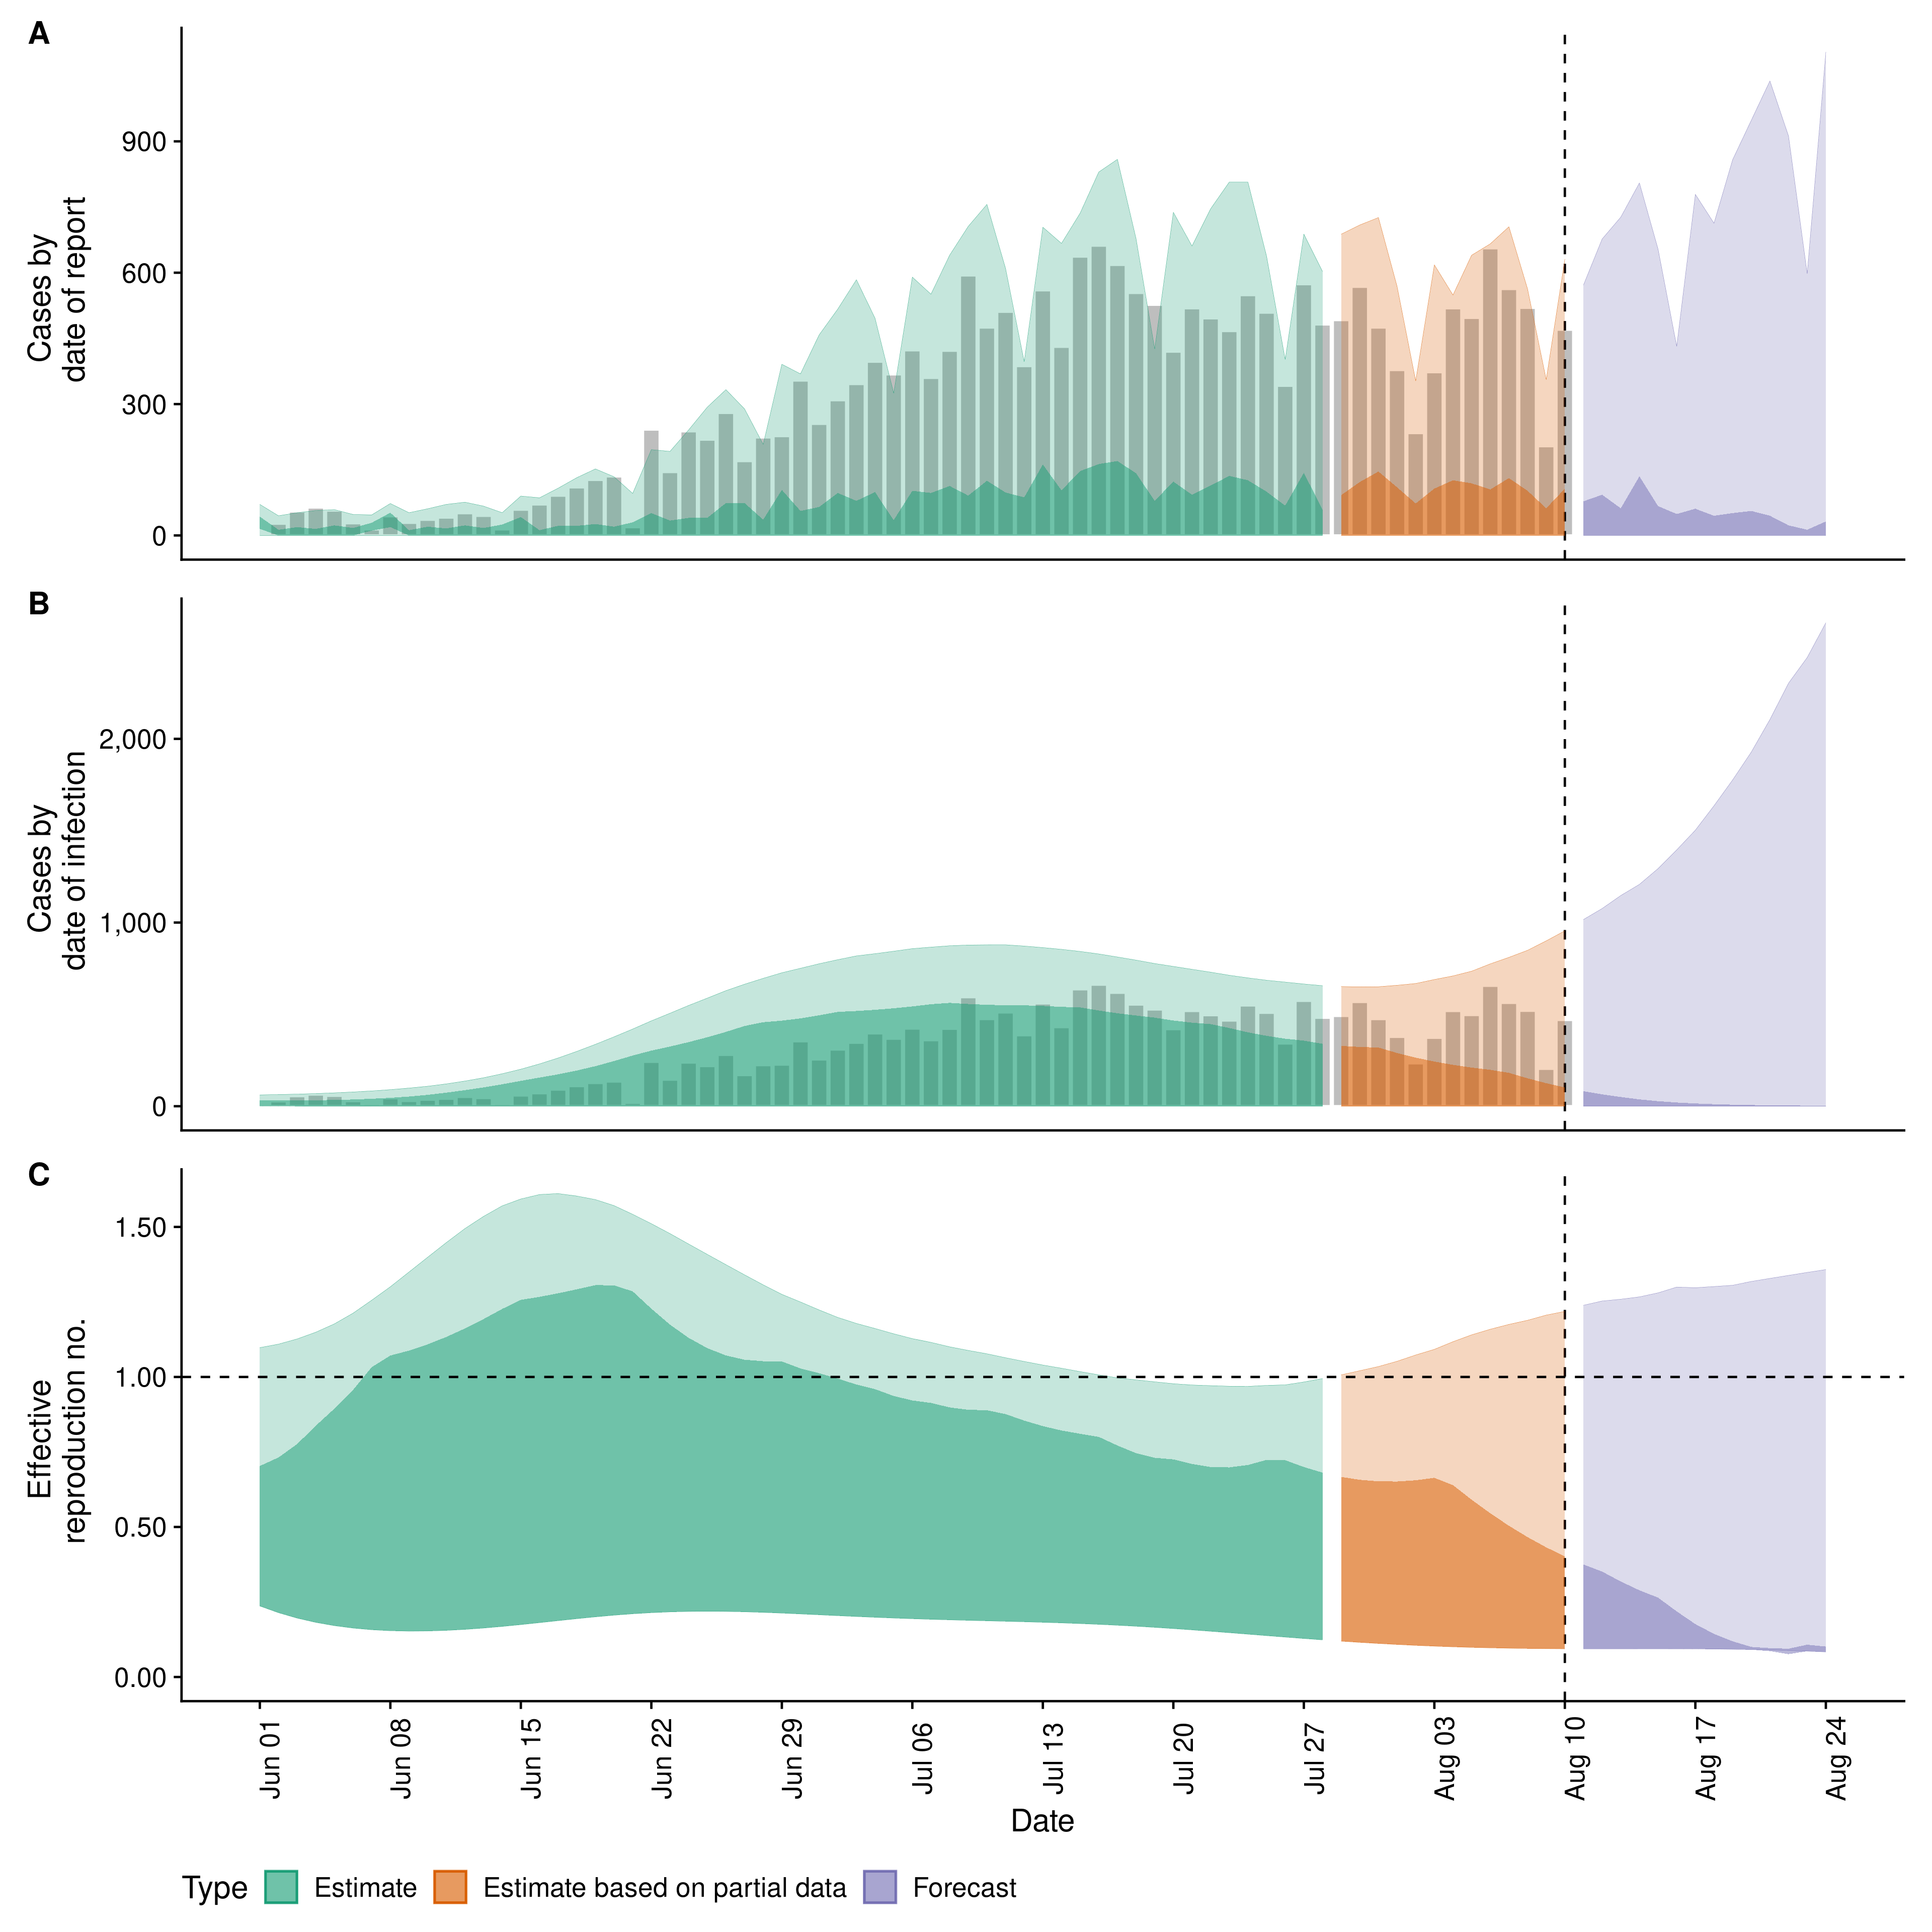 A
Cases by
date of report
900
600
300
0
B
Cases by
date of infection
2,000
1,000
0
C
Effective
reproduction no.
1.50
1.00
0.50
0.00
Jun 01
Jun 08
Jun 15
Jun 22
Jun 29
Jul 06
Jul 13
Jul 20
Jul 27
Aug 03
Aug 10
Aug 17
Aug 24
Date
Type Estimate Estimate based on partial data Forecast